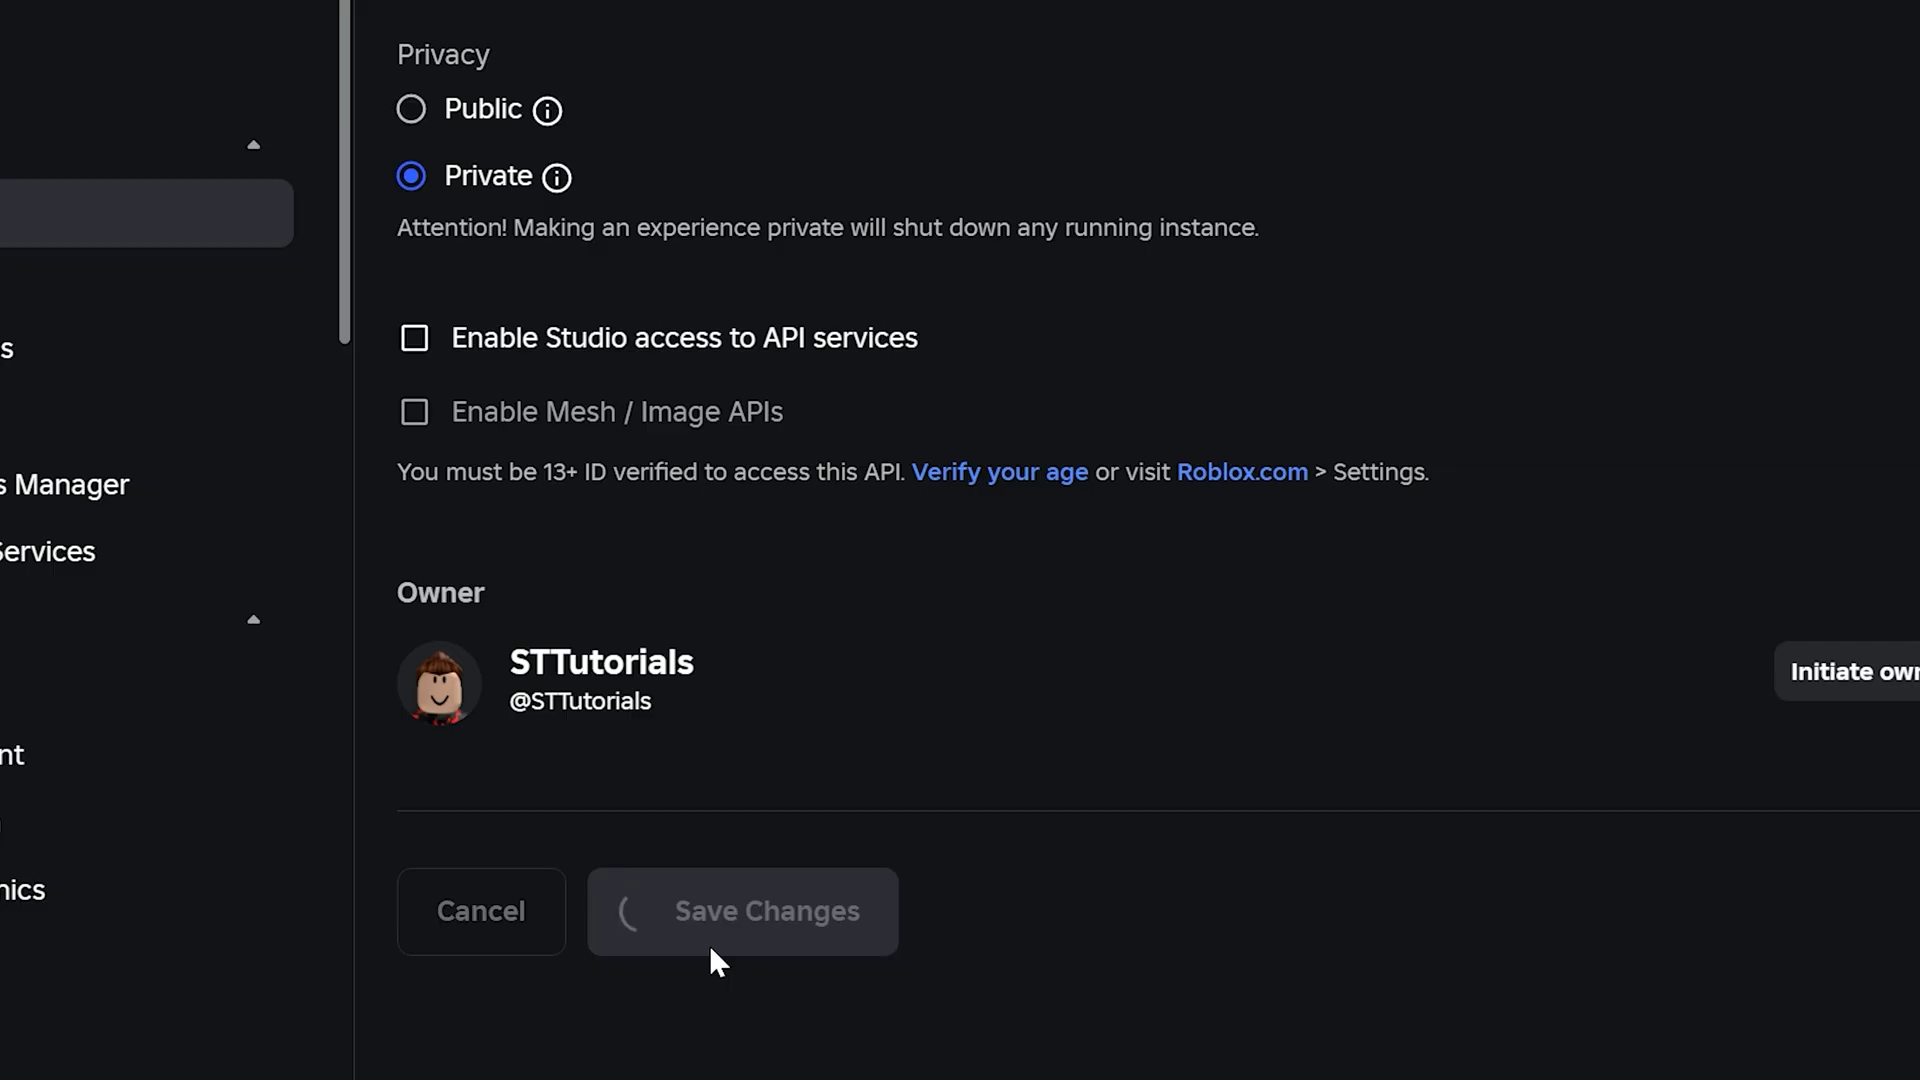 Privacy
Public
Private
Attention! Making an experience private will shut down any running instance.
Enable Studio access to API services
Enable Mesh / Image APIs
You must be 13+ ID verified to access this API. Verify your age or visit Roblox.com > Settings.
Owner
STTutorials
@STTutorials
Initiate own
Cancel
Save Changes
s
s Manager
Services
nt
nics